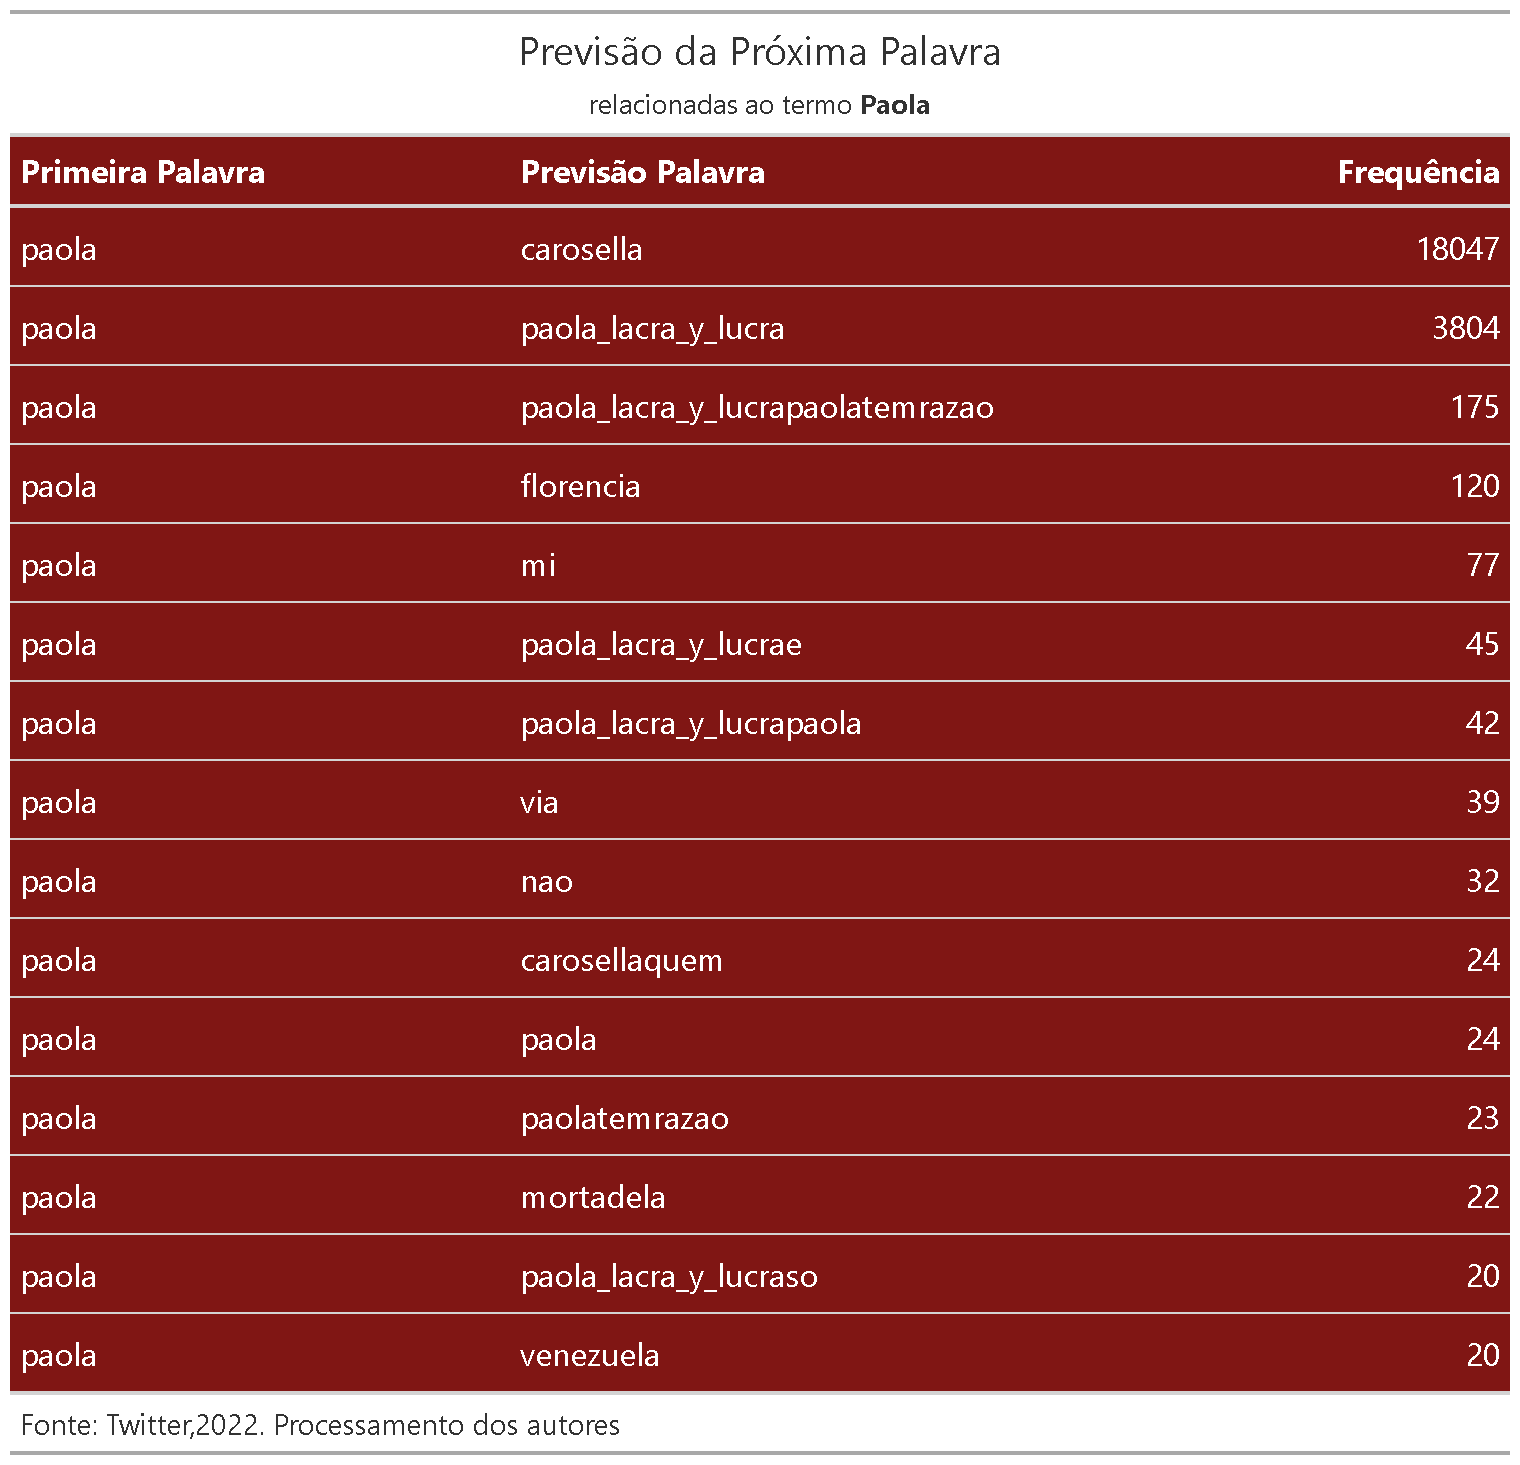 Previsão da Próxima Palavra
relacionadas ao termo Paola
Primeira Palavra Previsão Palavra Frequência
paola carosella 18047
paola paola_lacra_y_lucra 3804
paola paola_lacra_y_lucrapaolatemrazao 175
paola florencia 120
paola mi 77
paola paola_lacra_y_lucrae 45
paola paola_lacra_y_lucrapaola 42
paola via 39
paola nao 32
paola carosellaquem 24
paola paola 24
paola paolatemrazao 23
paola mortadela 22
paola paola_lacra_y_lucraso 20
paola venezuela 20
Fonte: Twitter,2022. Processamento dos autores